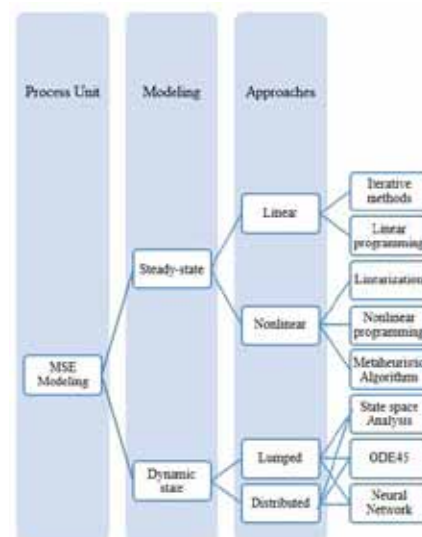 Process Unit
Modeling
Approaches
Iterative
methods
Linear
Linear
programming
Steady-state
Linearization
Nonlinear
Nonlinear
programming
MSE
Modeling
Metaheuristic
Algorithm
State space
Analysis
Lumped
Dynamic
state
ODE45
Distributed
Neural
Network